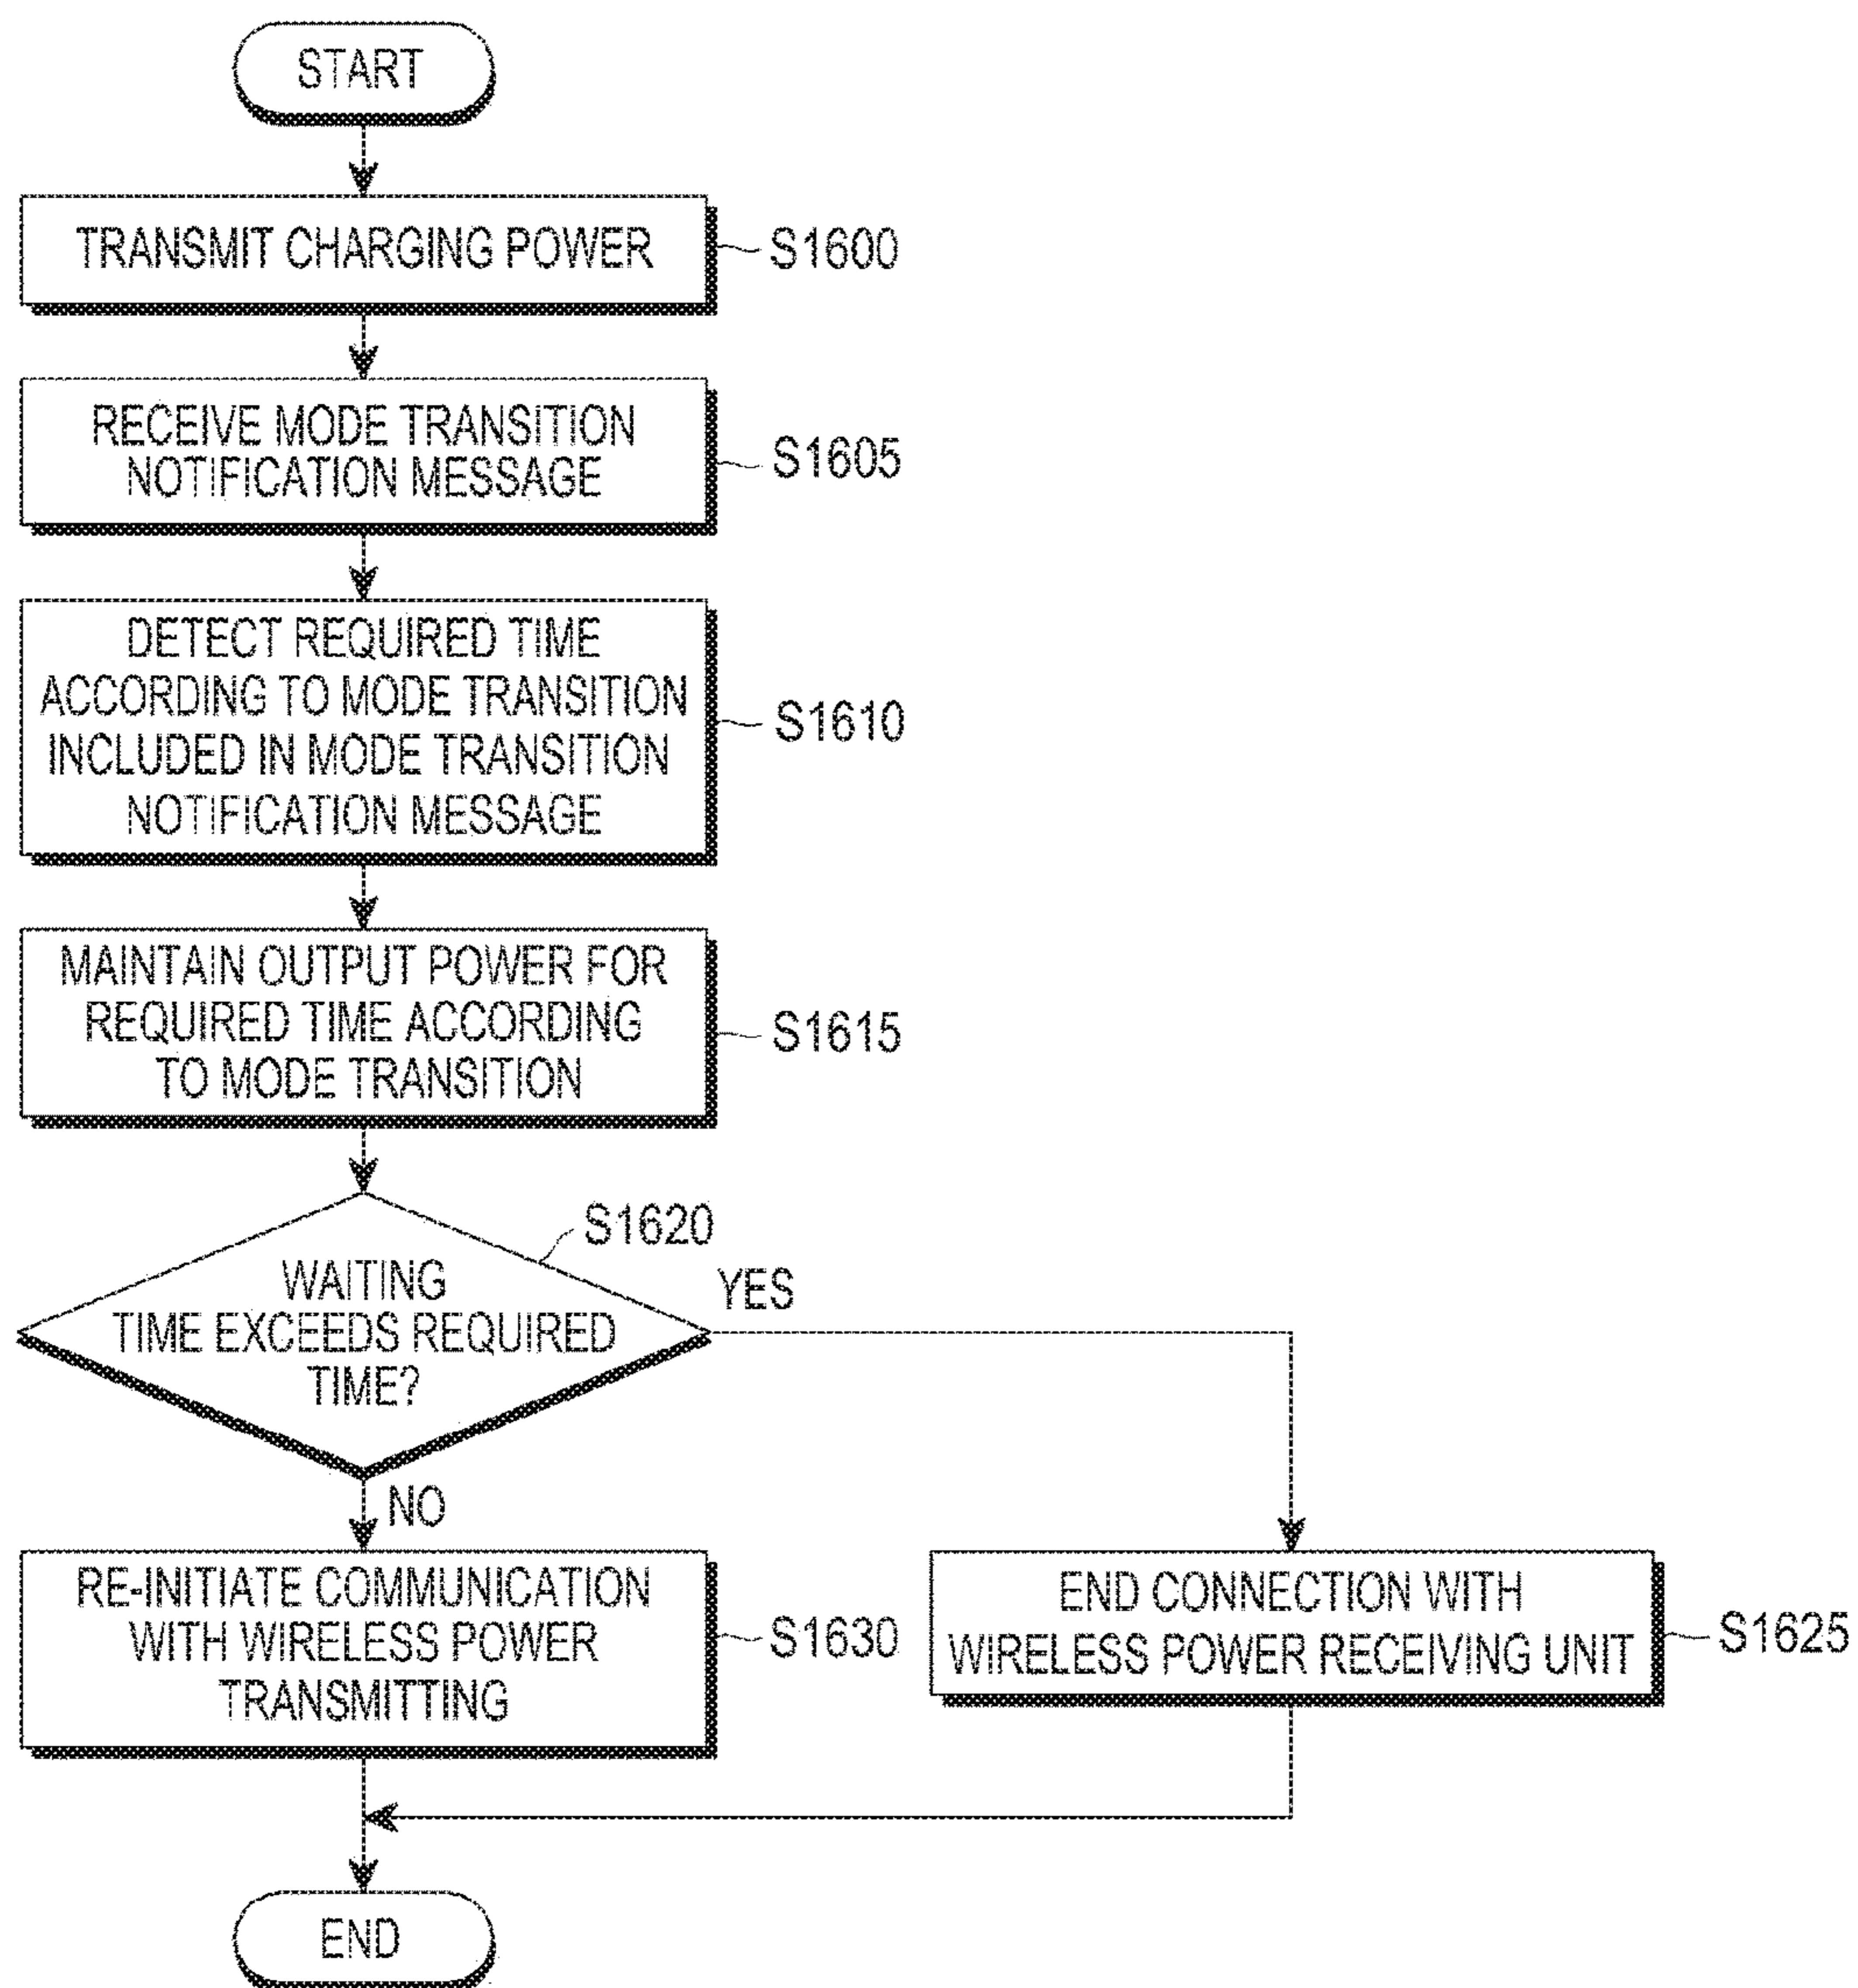 START
TRANSMIT CHARGING POWER
S1600
RECEIVE MODE TRANSITION
NOTIFICATION MESSAGE
S1605
DETECT REQUIRED TIME
ACCORDING TO MODE TRANSITION
INCLUDED IN MODE TRANSITION
NOTIFICATION MESSAGE
S1610
MAINTAIN OUTPUT POWER FOR
REQUIRED TIME ACCORDING
TO MODE TRANSITION
S1615
S1620
WAITING
TIME EXCEEDS REQUIRED
TIME?
YES
NO
RE-INITIATE COMMUNICATION
WITH WIRELESS POWER
TRANSMITTING
S1630
END CONNECTION WITH
WIRELESS POWER RECEIVING UNIT
S1625
END